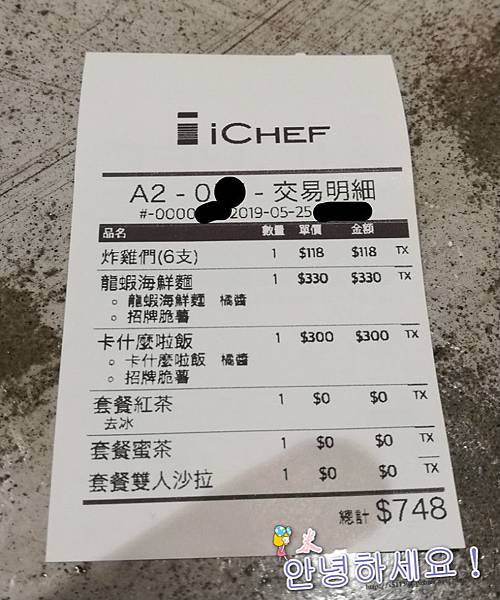 iCHEF
A2 - 0 - 交易明細
#-0000 2019-05-25
品名 數量 單價 金額
炸雞們(6支) 1 $118 $118 TX
龍蝦海鮮麵 1 $330 $330 TX
。 龍蝦海鮮麵 橘醬
。 招牌脆薯
卡什麼啦飯 1 $300 $300 TX
。 卡什麼啦飯 橘醬
。 招牌脆薯
套餐紅茶 1 $0 $0 TX
去冰
套餐蜜茶 1 $0 $0 TX
套餐雙人沙拉 1 $0 $0 TX
總計 $748
안녕하세요!